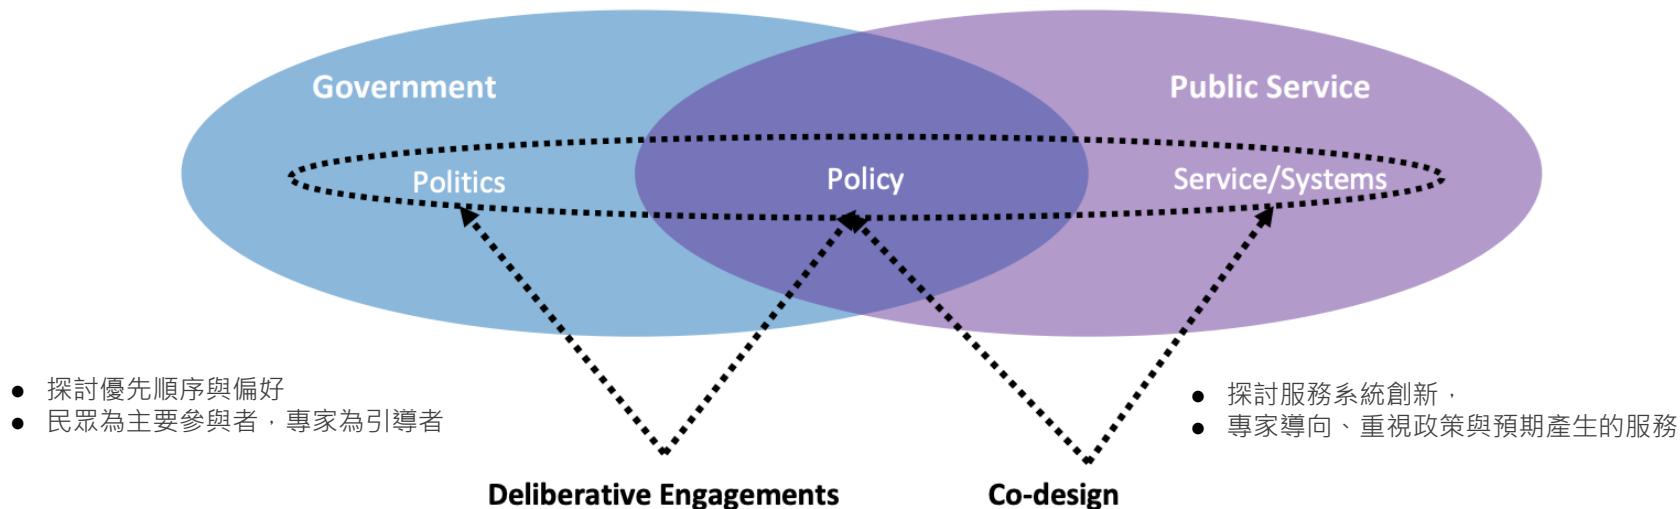 Government
Public Service
Politics
Policy
Service/Systems
● 探討優先順序與偏好
● 民眾為主要參與者，專家為引導者
● 探討服務系統創新，
● 專家導向、重視政策與預期產生的服務
Deliberative Engagements
Co-design